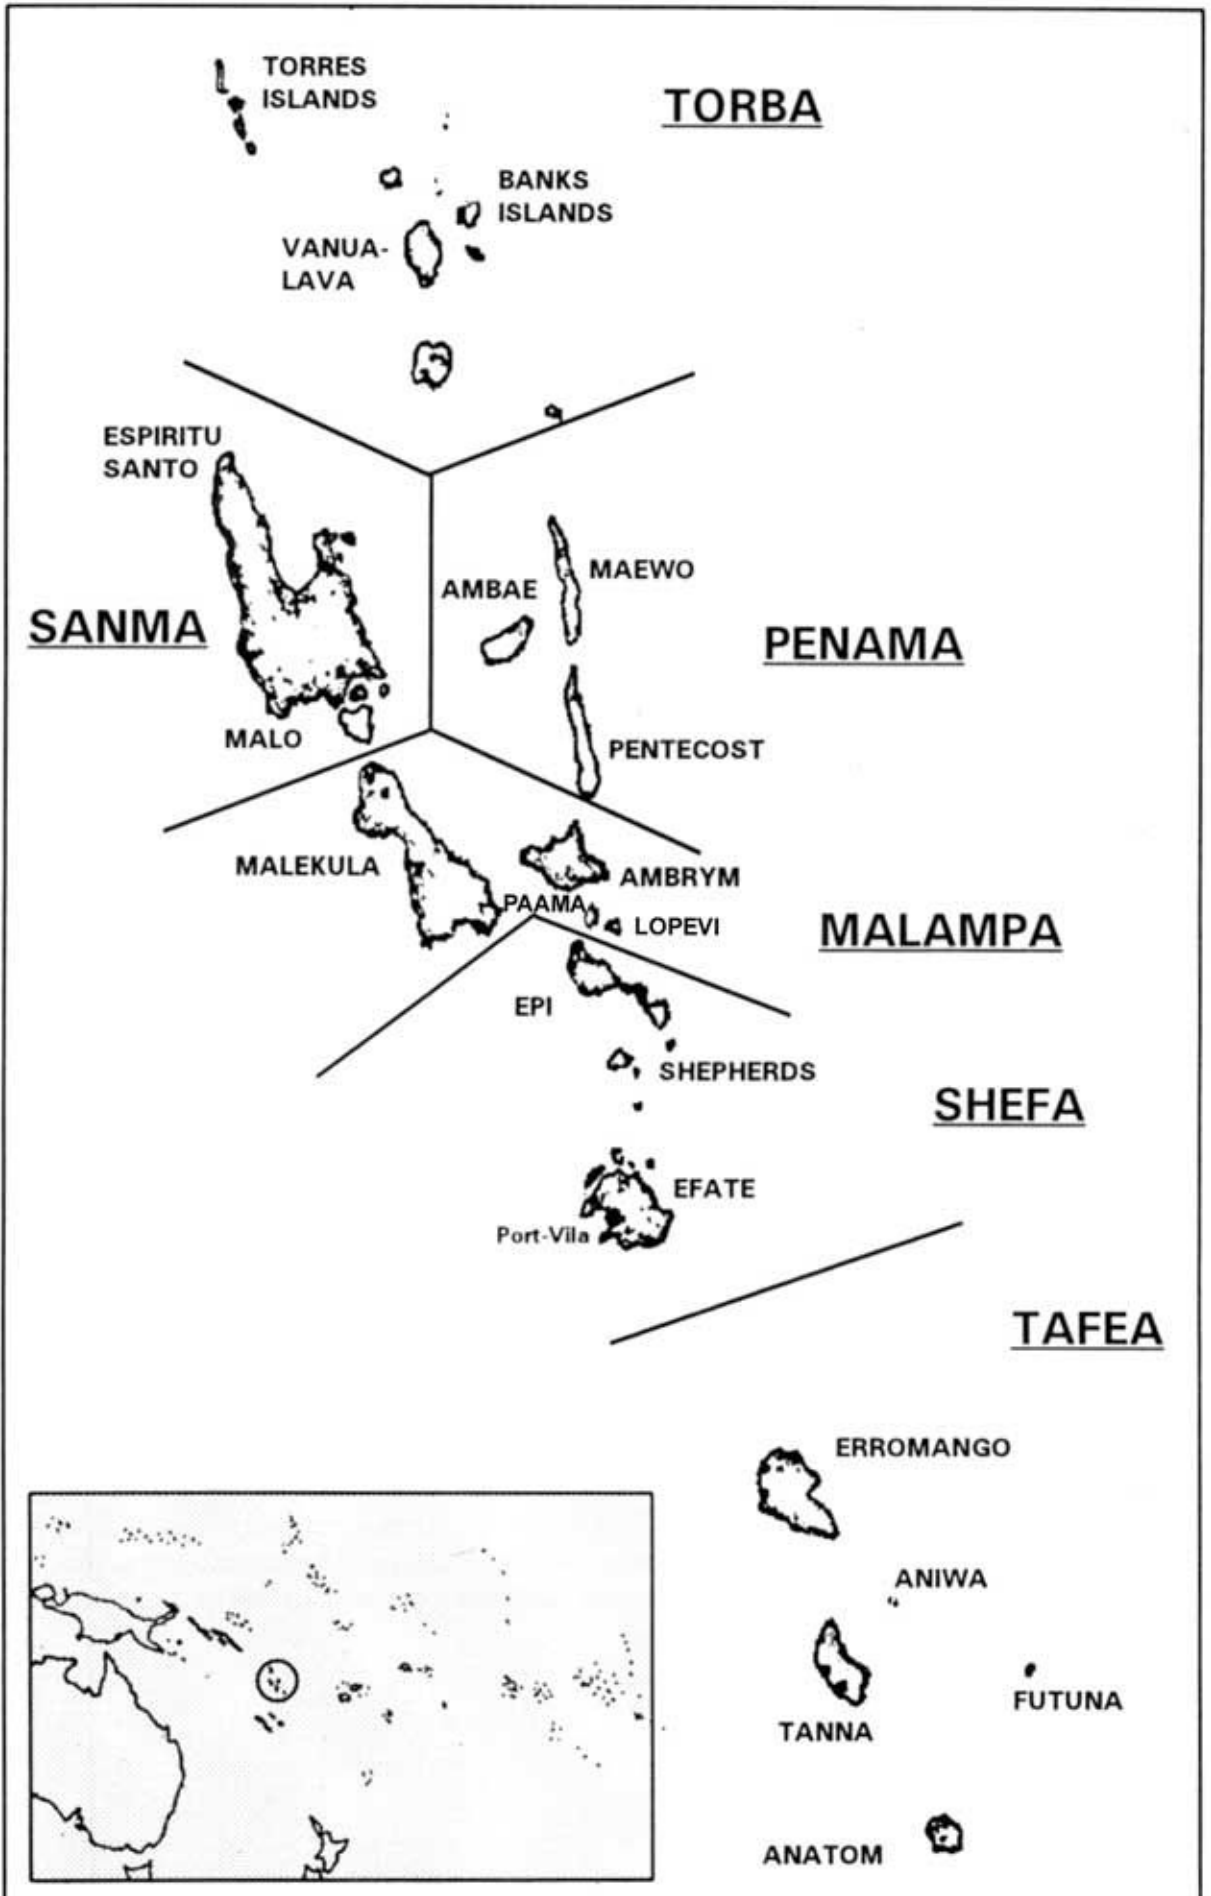 TORRES
ISLANDS
TORBA
BANKS
ISLANDS
VANUA-
LAVA
ESPIRITU
SANTO
MAEWO
AMBAE
SANMA
PENAMA
MALO
PENTECOST
MALEKULA
AMBRYM
PAAMA
LOPEVI
MALAMPA
EPI
SHEPHERDS
SHEFA
EFATE
Port-Vila
TAFEA
ERROMANGO
ANIWA
FUTUNA
TANNA
ANATOM